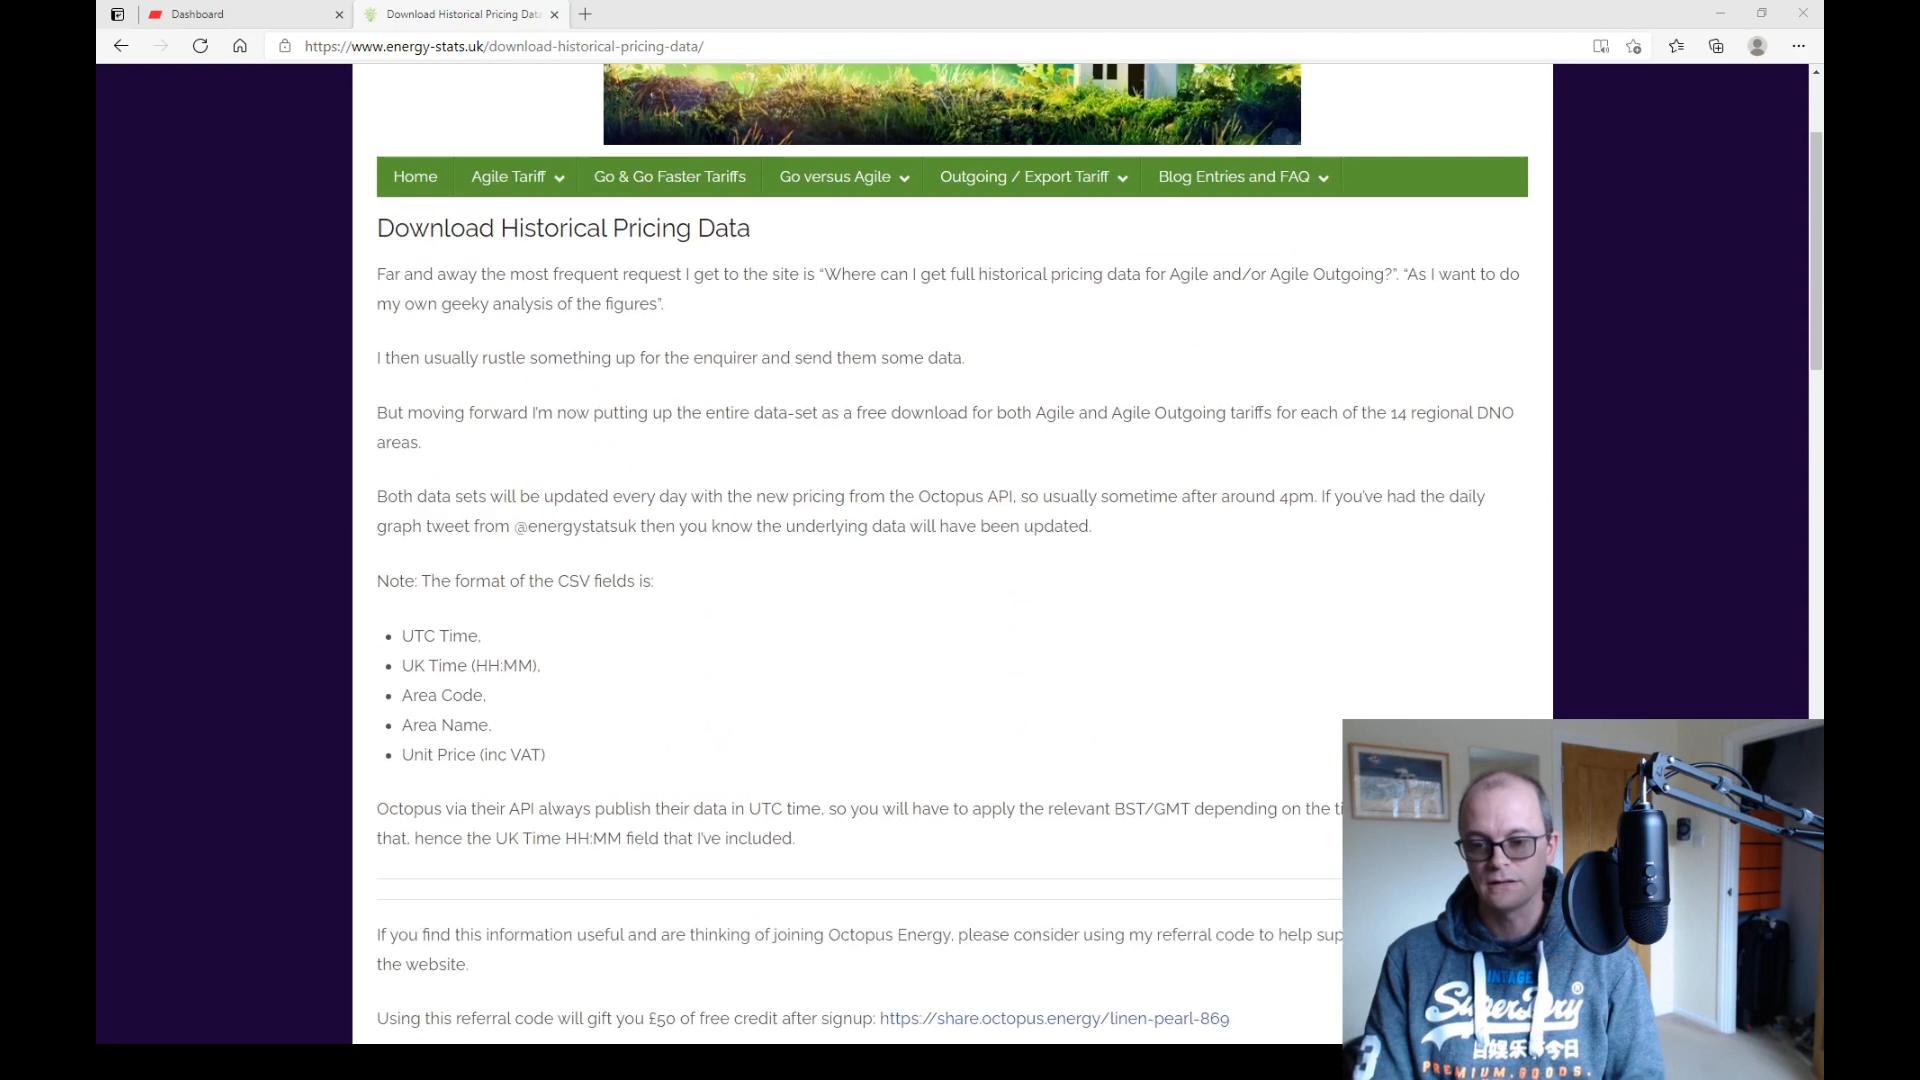 Dashboard
Download Historical Pricing Dat
https://www.energy-stats.uk/download-historical-pricing-data/
Home Agile Tariff Go & Go Faster Tariffs Go versus Agile Outgoing / Export Tariff Blog Entries and FAQ
Download Historical Pricing Data
Far and away the most frequent request I get to the site is “Where can I get full historical pricing data for Agile and/or Agile Outgoing?”. “As I want to do
my own geeky analysis of the figures”.
I then usually rustle something up for the enquirer and send them some data.
But moving forward I’m now putting up the entire data-set as a free download for both Agile and Agile Outgoing tariffs for each of the 14 regional DNO
areas.
Both data sets will be updated every day with the new pricing from the Octopus API, so usually sometime after around 4pm. If you’ve had the daily
graph tweet from @energystatsuk then you know the underlying data will have been updated.
Note: The format of the CSV fields is:
UTC Time,
UK Time (HH:MM),
Area Code,
Area Name,
Unit Price (inc VAT)
Octopus via their API always publish their data in UTC time, so you will have to apply the relevant BST/GMT depending on the ti
that, hence the UK Time HH:MM field that I’ve included.
If you find this information useful and are thinking of joining Octopus Energy, please consider using my referral code to help sup
the website.
Using this referral code will gift you £50 of free credit after signup: https://share.octopus.energy/linen-pearl-869
VINTAGE
SuperDry®
PREMIUM.GOODS.
3